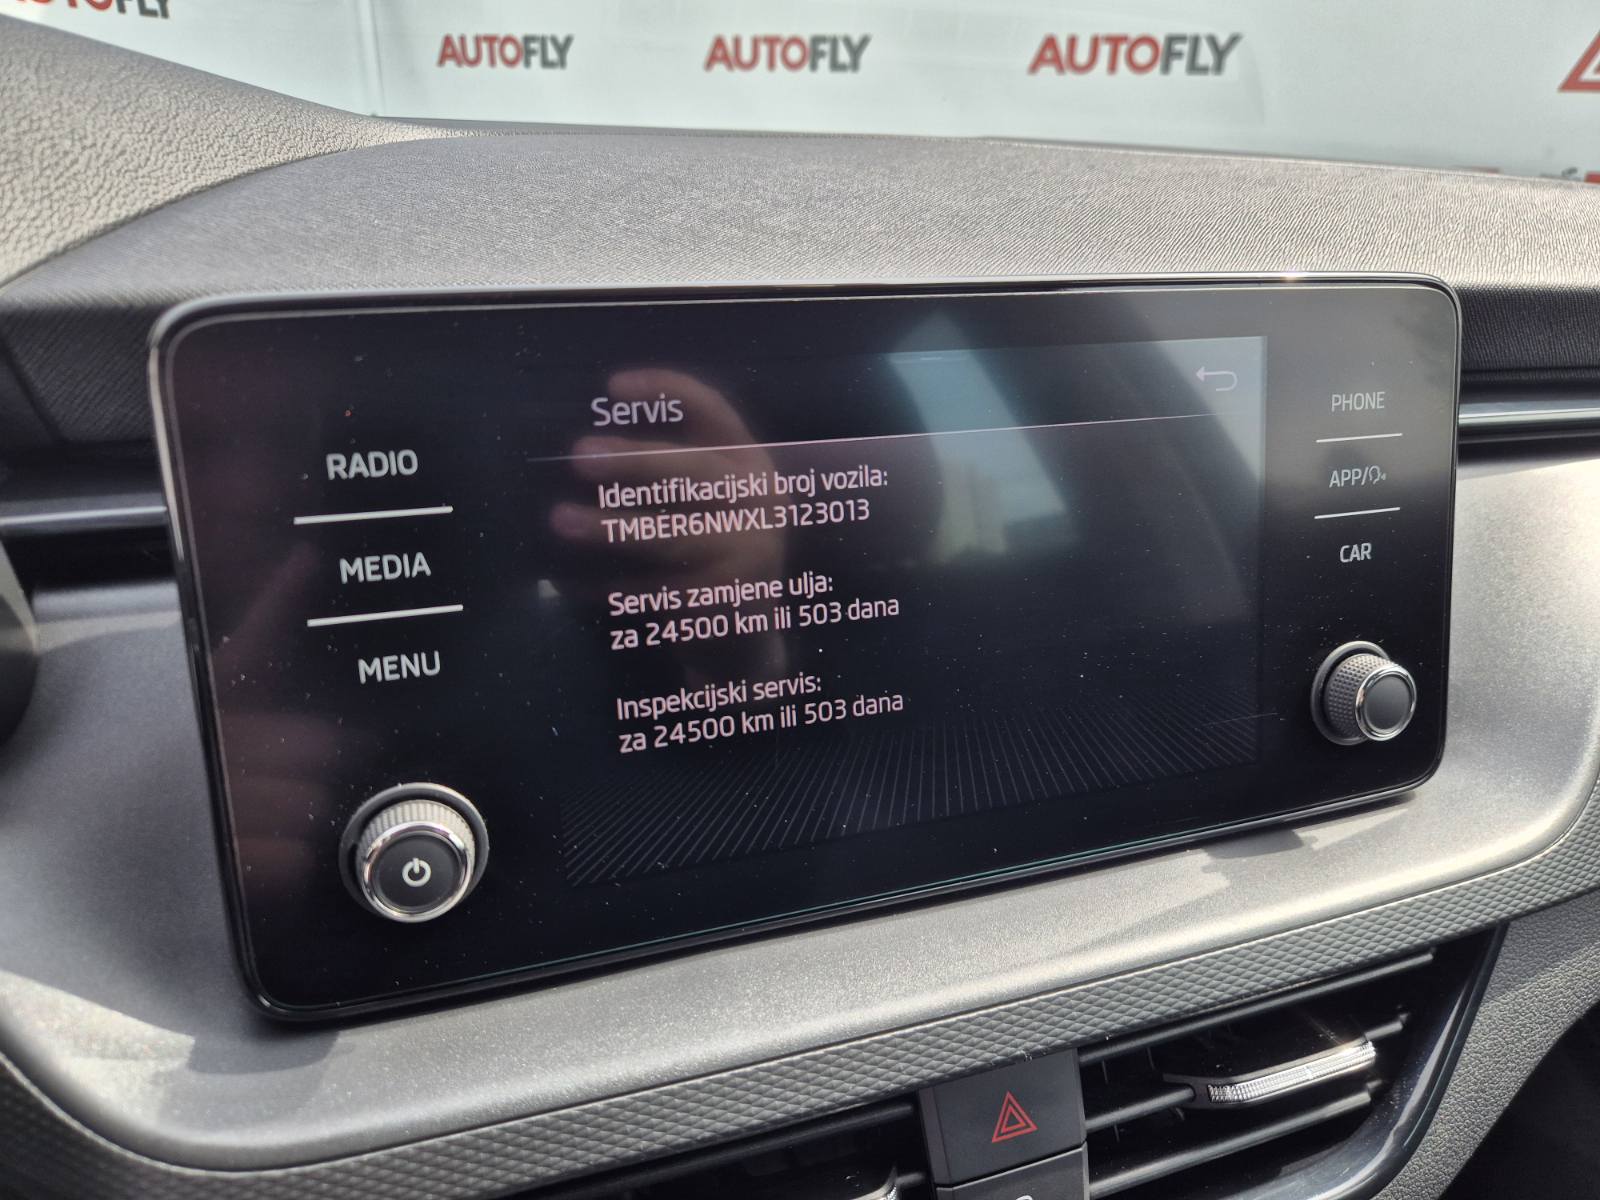 AUTOFLY
AUTOFLY AUTOFLY AUTOFLY
Servis
RADIO
MEDIA
MENU
Identifikacijski broj vozila:
TMBER6NWXL3123013
Servis zamjene ulja:
za 24500 km ili 503 dana
Inspekcijski servis:
za 24500 km ili 503 dana
PHONE
APP/
CAR